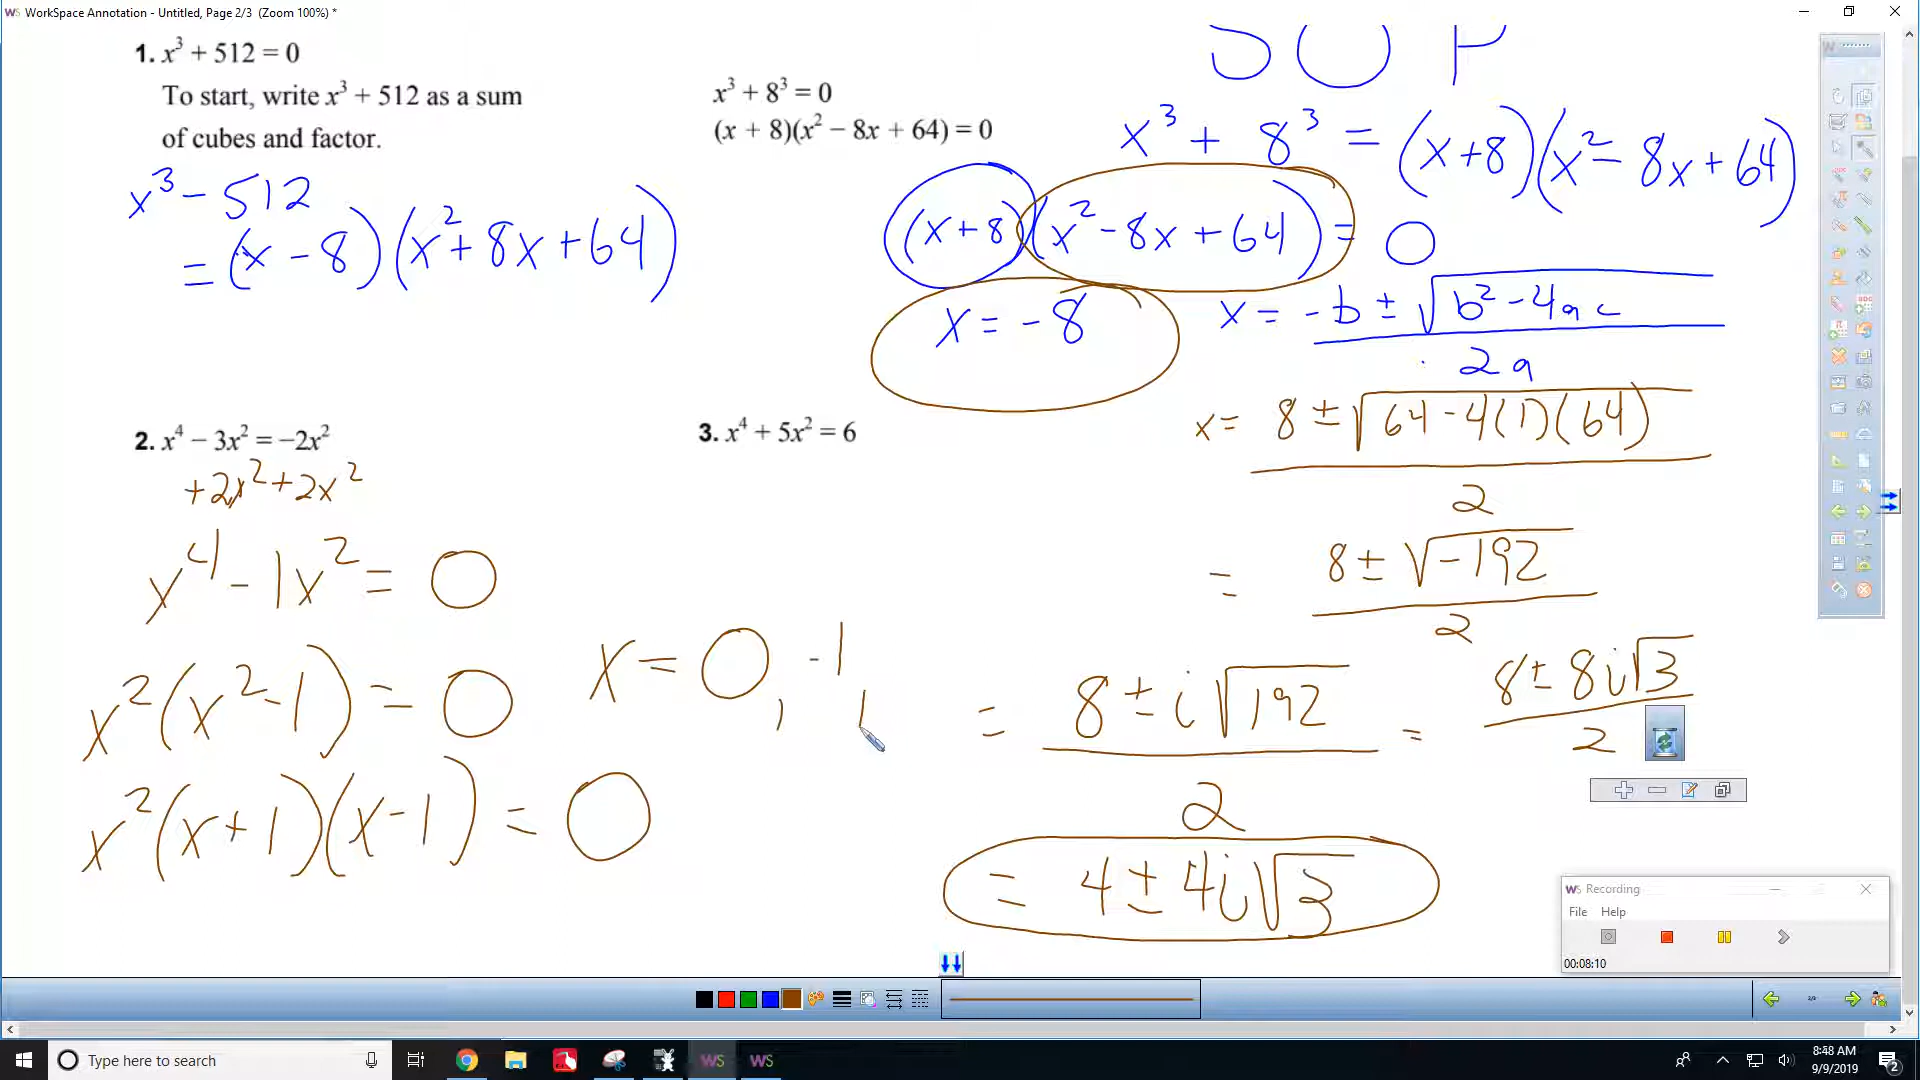 WS WorkSpace Annotation - Untitled, Page 2/3 (Zoom 100%) *
SOP
1. x³ + 512 = 0
To start, write x³ + 512 as a sum
of cubes and factor.
x³ + 8³ = 0
(x + 8)(x² − 8x + 64) = 0
x³ + 8³ = (x+8)(x² - 8x+64)
x³ - 512
= (x - 8)(x² + 8x + 64)
(x+8)(x² - 8x + 64) = 0
x = -8
x = -b ± √b² - 4ac
2a
x = 8 ± √64 - 4(1)(64)
2
= 8 ± √-192
2
= 8 ± i√192
2
= 8 ± 8i√3
2
= 4 ± 4i√3
2. x⁴ − 3x² = −2x²
+2x² +2x²
x⁴ - 1x² = 0
x²(x² - 1) = 0
x²(x+1)(x-1) = 0
x = 0, -1,
3. x⁴ + 5x² = 6
WS Recording
File Help
00:08:10
Type here to search
WS WS
8:48 AM
9/9/2019
2